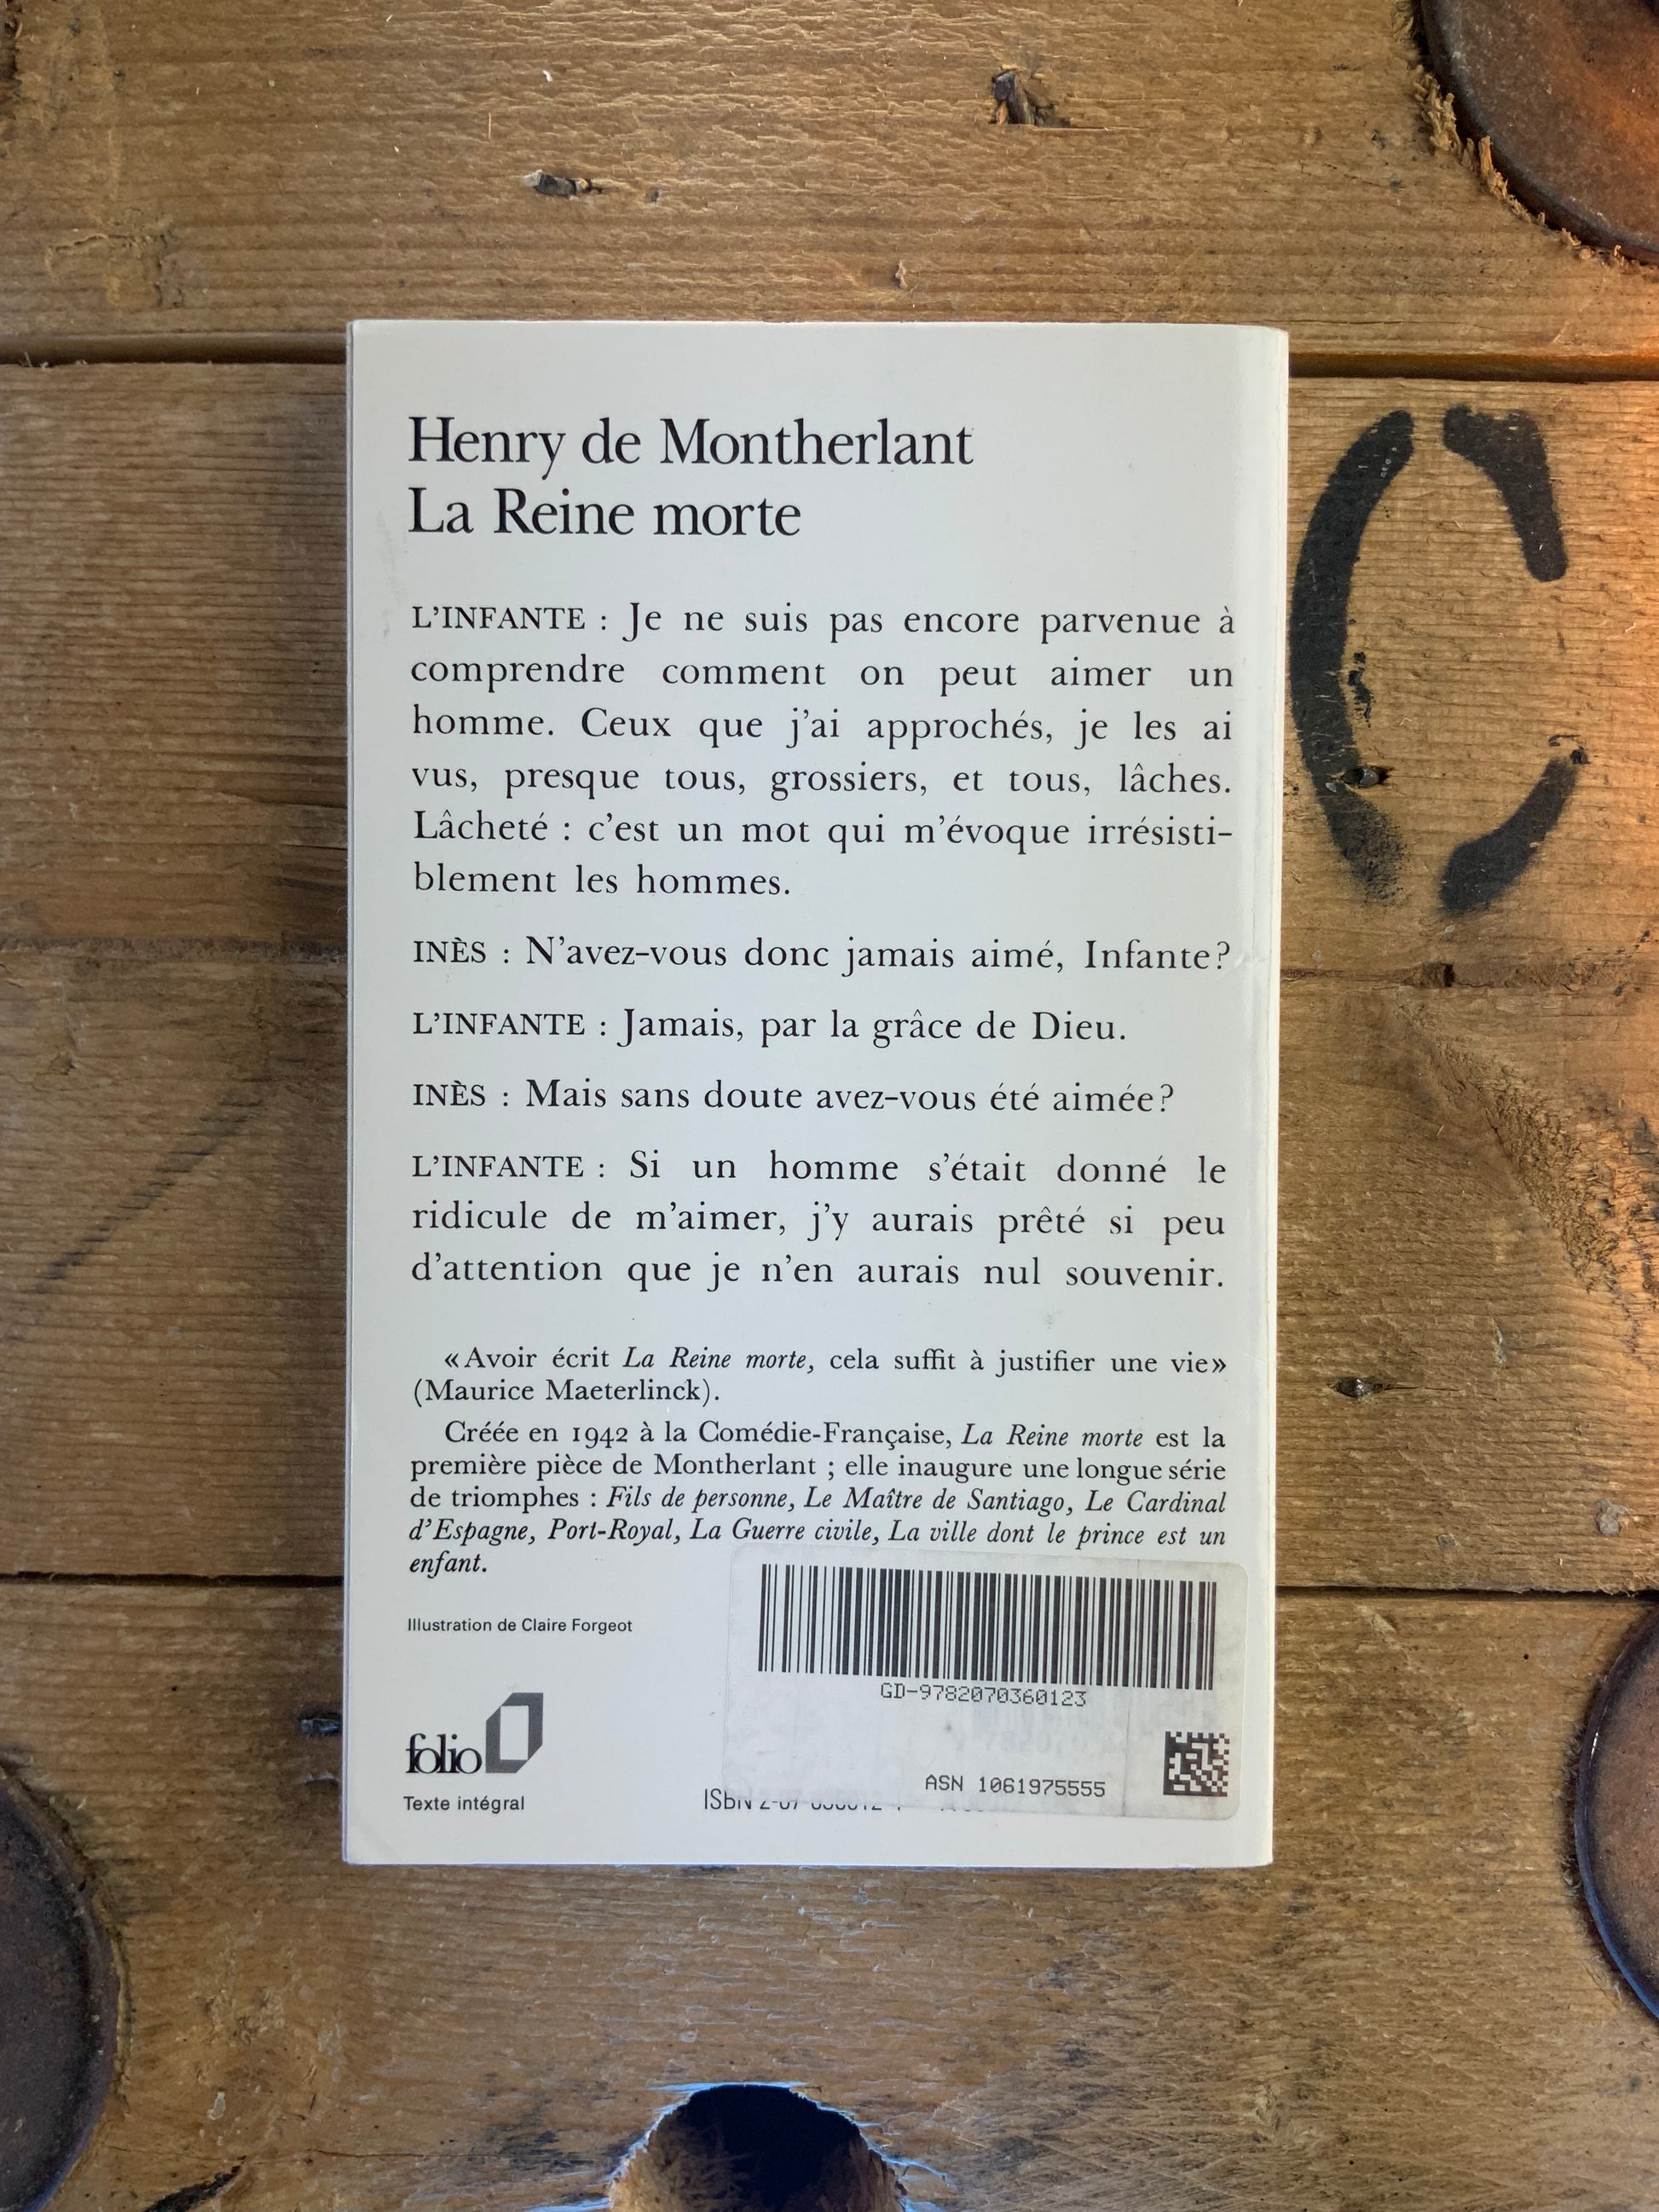 Henry de Montherlant
La Reine morte
L'INFANTE : Je ne suis pas encore parvenue à
comprendre comment on peut aimer un
homme. Ceux que j'ai approchés, je les ai
vus, presque tous, grossiers, et tous, lâches.
Lâcheté : c'est un mot qui m'évoque irrésisti-
blement les hommes.
INÈS : N'avez-vous donc jamais aimé, Infante?
L'INFANTE : Jamais, par la grâce de Dieu.
INÈS : Mais sans doute avez-vous été aimée?
L'INFANTE : Si un homme s'était donné le
ridicule de m'aimer, j'y aurais prêté si peu
d'attention que je n'en aurais nul souvenir.
«Avoir écrit La Reine morte, cela suffit à justifier une vie»
(Maurice Maeterlinck).
Créée en 1942 à la Comédie-Française, La Reine morte est la
première pièce de Montherlant ; elle inaugure une longue série
de triomphes : Fils de personne, Le Maître de Santiago, Le Cardinal
d'Espagne, Port-Royal, La Guerre civile, La ville dont le prince est un
enfant.
Illustration de Claire Forgeot
folio
Texte intégral
GD-9782070360123
ASN 1061975555
ISBN